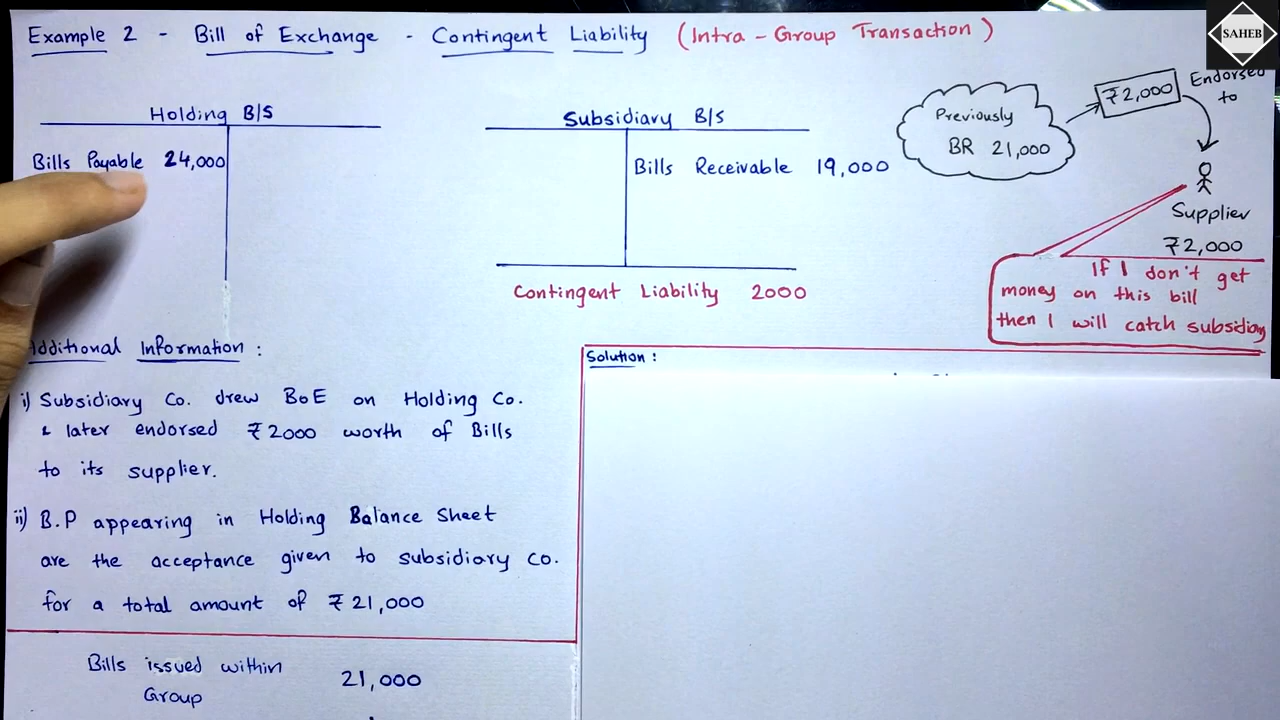 SAHEB
Example 2 - Bill of Exchange - Contingent Liability (Intra - Group Transaction)
Holding B/S
Bills Payable 24,000
Subsidiary B/S
Bills Receivable 19,000
Contingent Liability 2000
Previously
BR 21,000
₹2,000
Endorsed
to
Supplier
₹2,000
If I don't get
money on this bill
then I will catch subsidiary
Additional Information :
i) Subsidiary Co. drew BoE on Holding Co.
& later endorsed ₹2000 worth of Bills
to its supplier.
ii) B.P appearing in Holding Balance Sheet
are the acceptance given to subsidiary co.
for a total amount of ₹21,000
Bills issued within 21,000
Group
Solution :